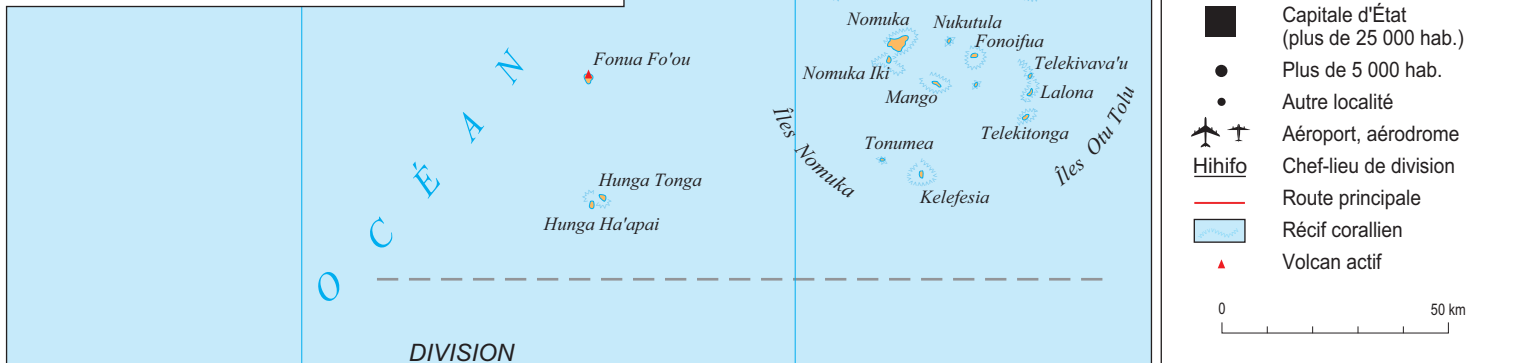 Nomuka
Nukutula
Fonoifua
Fonua Fo'ou
Nomuka Iki
Telekivava'u
Mango
Lalona
Telekitonga
Îles Nomuka
Îles Otu Tolu
Tonumea
Kelefesia
Hunga Tonga
Hunga Ha'apai
OCÉAN
DIVISION
Capitale d'État
(plus de 25 000 hab.)
Plus de 5 000 hab.
Autre localité
Aéroport, aérodrome
Hihifo Chef-lieu de division
Route principale
Récif corallien
Volcan actif
0 50 km